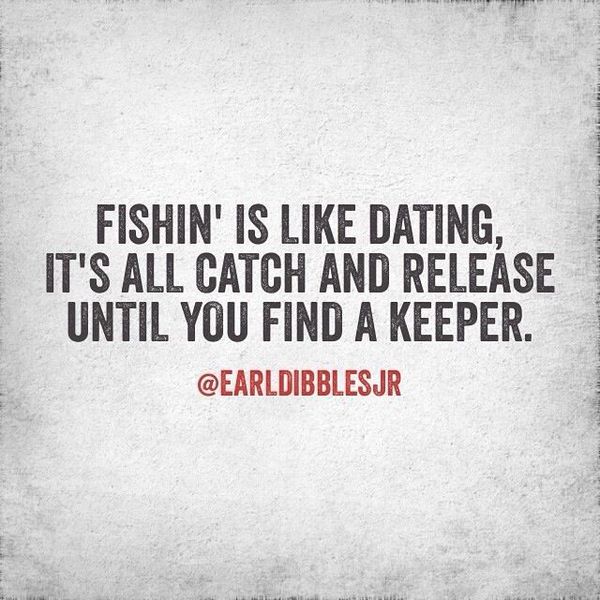 FISHIN' IS LIKE DATING,
IT'S ALL CATCH AND RELEASE
UNTIL YOU FIND A KEEPER.
@EARLDIBBLESJR